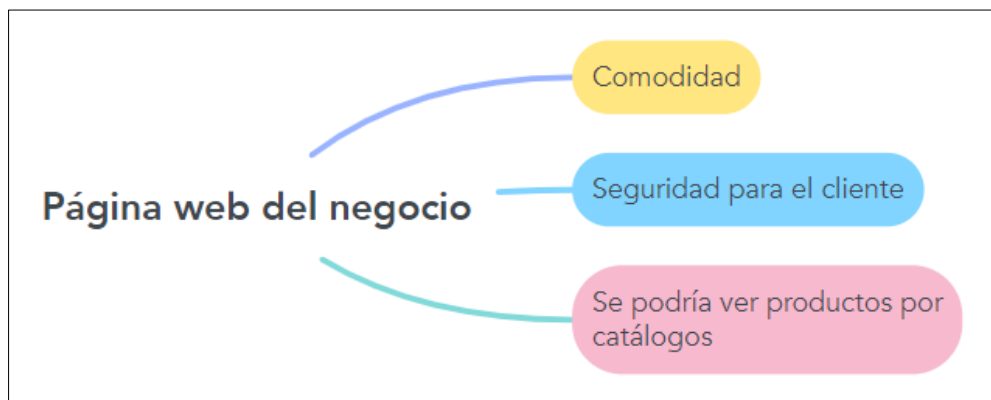 Comodidad
Página web del negocio
Seguridad para el cliente
Se podría ver productos por
catálogos